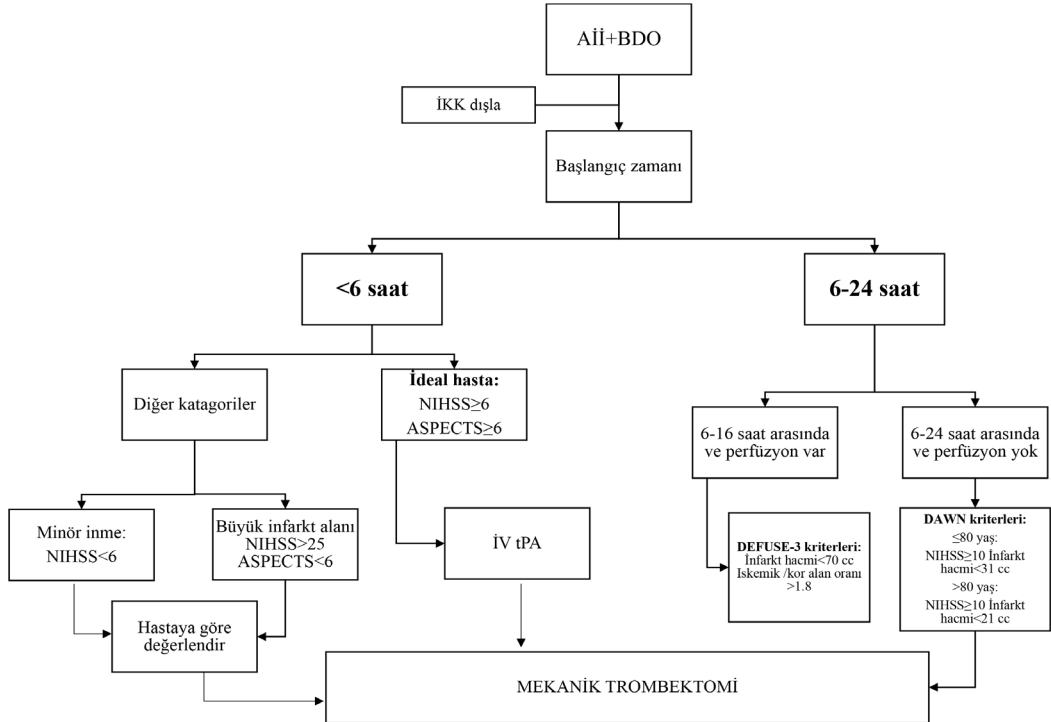 Aİİ+BDO
İKK dışla
Başlangıç zamanı
<6 saat
6-24 saat
Diğer katagoriler
İdeal hasta:
NIHSS≥6
ASPECTS≥6
6-16 saat arasında
ve perfüzyon var
6-24 saat arasında
ve perfüzyon yok
Minör inme:
NIHSS<6
Büyük infarkt alanı
NIHSS>25
ASPECTS<6
İV tPA
DEFUSE-3 kriterleri:
İnfarkt hacmi<70 cc
Iskemik /kor alan oranı
>1.8
DAWN kriterleri:
≤80 yaş:
NIHSS≥10 İnfarkt
hacmi<31 cc
>80 yaş:
NIHSS≥10 İnfarkt
hacmi<21 cc
Hastaya göre
değerlendir
MEKANİK TROMBEKTOMİ